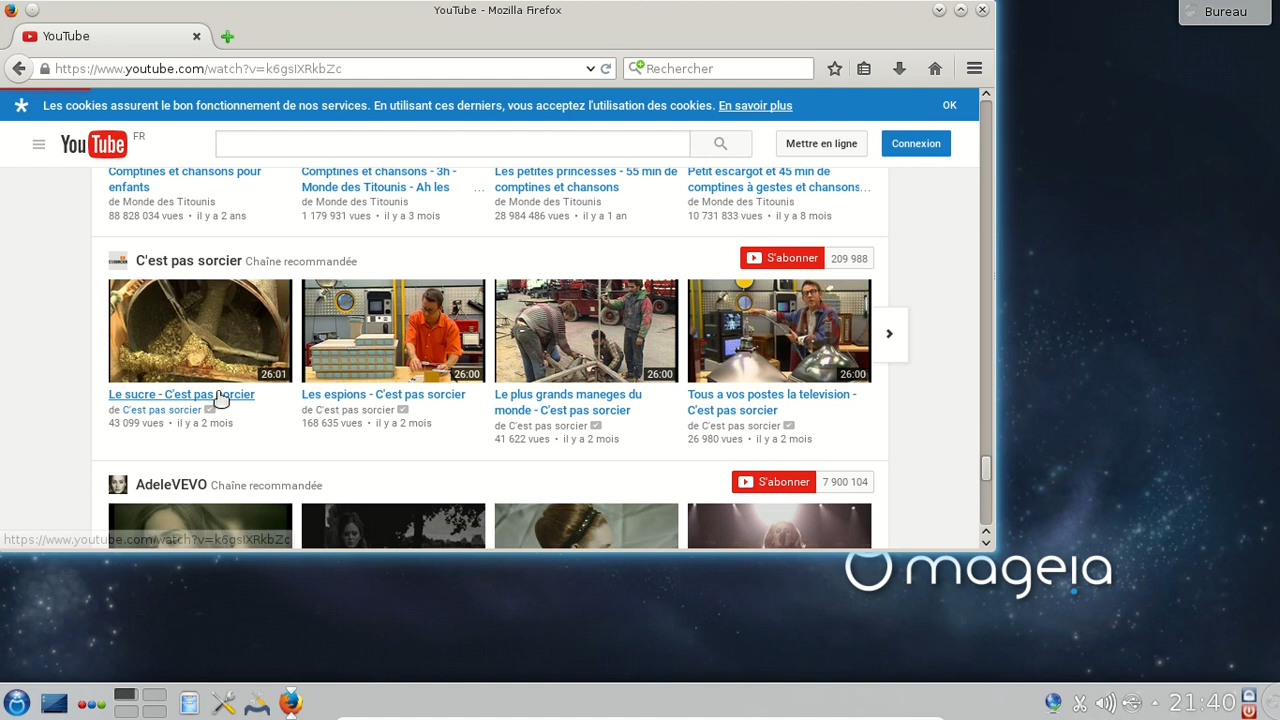 YouTube - Mozilla Firefox
Bureau
YouTube
https://www.youtube.com/watch?v=k6gsIXRkbZc
Rechercher
Les cookies assurent le bon fonctionnement de nos services. En utilisant ces derniers, vous acceptez l'utilisation des cookies. En savoir plus
OK
YouTube FR
Mettre en ligne
Connexion
Comptines et chansons pour enfants
de Monde des Titounis
88 828 034 vues • il y a 2 ans
Comptines et chansons - 3h - Monde des Titounis - Ah les ...
de Monde des Titounis
1 179 931 vues • il y a 3 mois
Les petites princesses - 55 min de comptines et chansons
de Monde des Titounis
28 984 486 vues • il y a 1 an
Petit escargot et 45 min de comptines à gestes et chansons...
de Monde des Titounis
10 731 833 vues • il y a 8 mois
C'est pas sorcier Chaîne recommandée
S'abonner 209 988
26:01
Le sucre - C'est pas sorcier
de C'est pas sorcier
43 099 vues • il y a 2 mois
26:00
Les espions - C'est pas sorcier
de C'est pas sorcier
168 635 vues • il y a 2 mois
26:00
Le plus grands maneges du monde - C'est pas sorcier
de C'est pas sorcier
41 622 vues • il y a 2 mois
26:00
Tous a vos postes la television - C'est pas sorcier
de C'est pas sorcier
26 980 vues • il y a 2 mois
AdeleVEVO Chaîne recommandée
S'abonner 7 900 104
https://www.youtube.com/watch?v=k6gsIXRkbZc
mageia
21:40